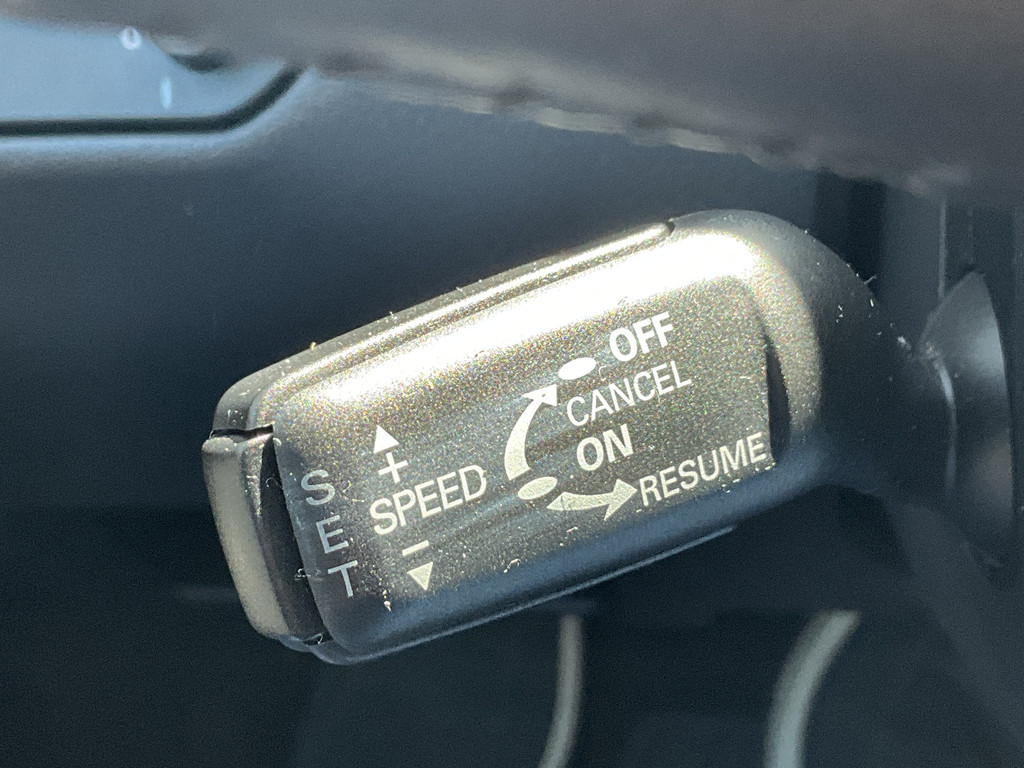 OFF
CANCEL
ON
RESUME
+
SPEED
−
SET